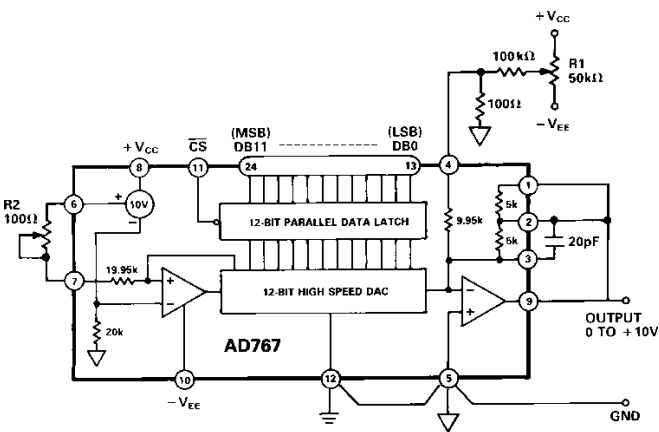 +VCC
100kΩ
R1
50kΩ
100Ω
-VEE
(MSB)
DB11
(LSB)
DB0
+VCC
CS
8
11
24
13
4
R2
100Ω
6
+
10V
-
12-BIT PARALLEL DATA LATCH
9.95k
5k
1
2
5k
20pF
3
7
19.95k
+
-
12-BIT HIGH SPEED DAC
-
+
9
20k
OUTPUT
0 TO +10V
AD767
10
12
5
-VEE
GND